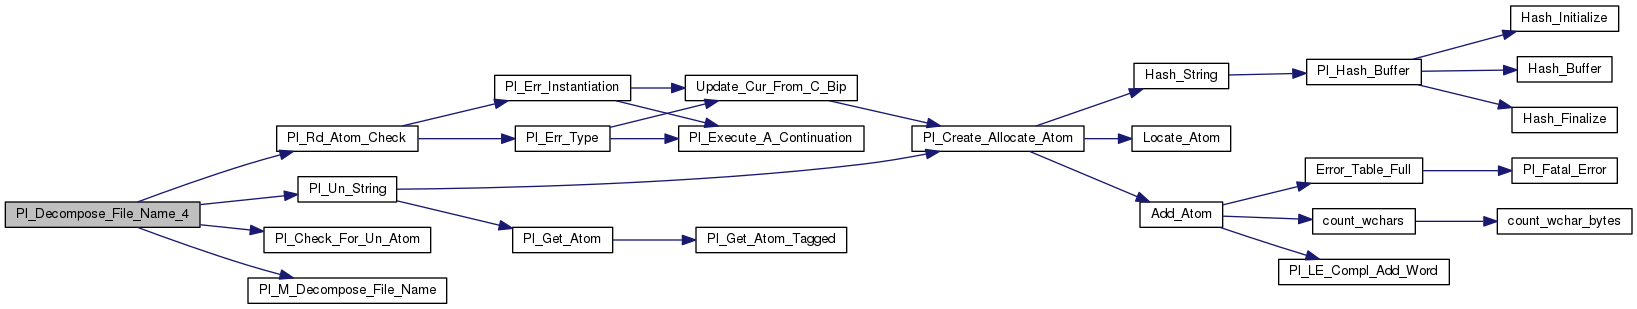 Pl_Decompose_File_Name_4
Pl_Rd_Atom_Check
Pl_Un_String
Pl_Check_For_Un_Atom
Pl_M_Decompose_File_Name
Pl_Err_Instantiation
Pl_Err_Type
Pl_Get_Atom
Update_Cur_From_C_Bip
Pl_Execute_A_Continuation
Pl_Get_Atom_Tagged
Pl_Create_Allocate_Atom
Hash_String
Locate_Atom
Add_Atom
Pl_Hash_Buffer
Error_Table_Full
count_wchars
Pl_LE_Compl_Add_Word
Hash_Initialize
Hash_Buffer
Hash_Finalize
Pl_Fatal_Error
count_wchar_bytes